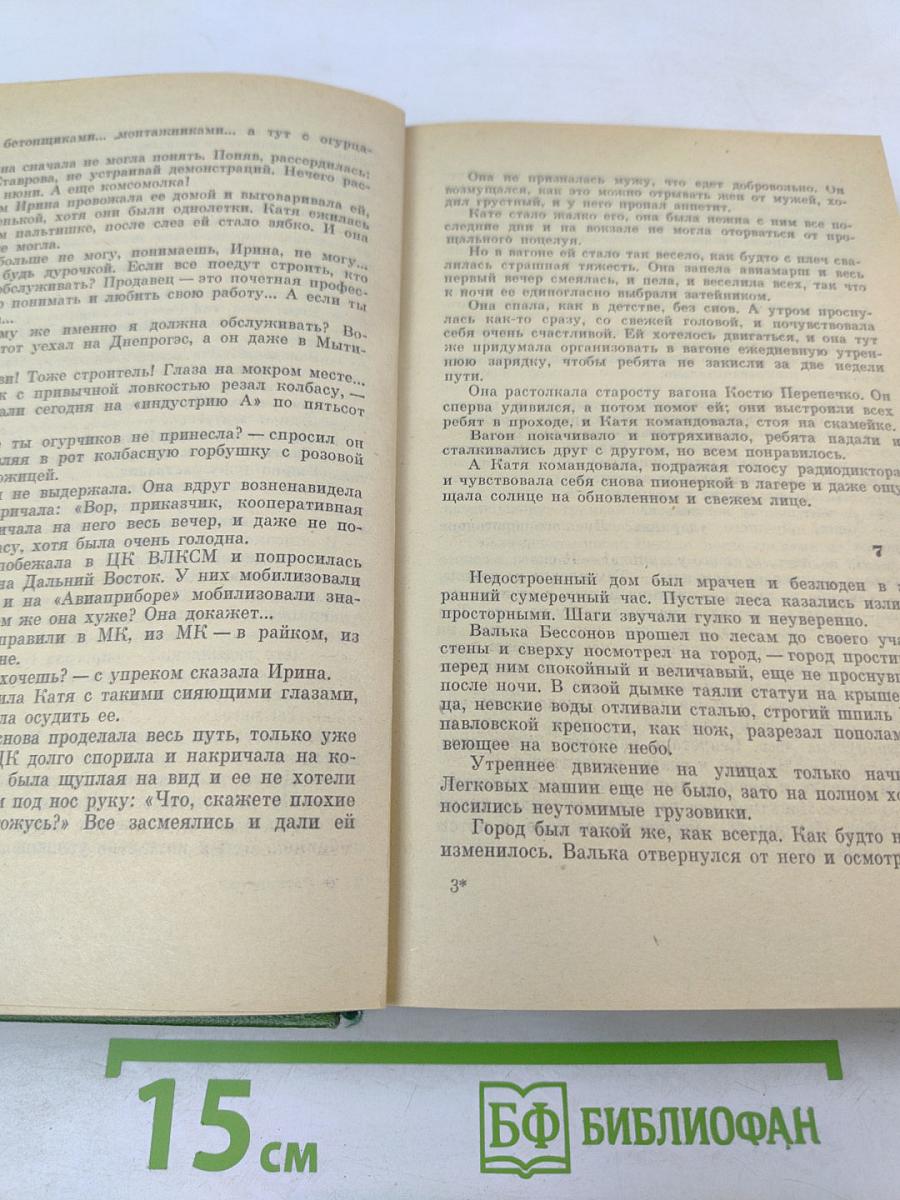 бетонщиками... монтажниками... а тут с огурца-
на сначала не могла понять. Поняв, рассердилась:
Ставрова, не устраивай демонстраций. Нечего рас-
нюни. А еще комсомолка!
м Ирина провожала ее домой и выговаривала ей,
енькой, хотя они были однолетки. Катя ежилась
м пальтишке, после слез ей стало зябко. И она
е могла.
больше не могу, понимаешь, Ирина, не могу...
будь дурочкой. Если все поедут строить, кто
обслуживать? Продавец — это почетная профес-
о понимать и любить свою работу... А если ты
...
му же именно я должна обслуживать? Во-
тот уехал на Днепрогэс, а он даже в Мыти-
ви! Тоже строитель! Глаза на мокром месте...
к с привычной ловкостью резал колбасу, —
али сегодня на «индустрию А» по пятьсот
е ты огурчиков не принесла? — спросил он
вляя в рот колбасную горбушку с розовой
ожицей.
я не выдержала. Она вдруг возненавидела
ричала: «Вор, приказчик, кооперативная
ичала на него весь вечер, и даже не по-
асу, хотя была очень голодна.
побежала в ЦК ВЛКСМ и попросилась
на Дальний Восток. У них мобилизовали
и на «Авиаприборе» мобилизовали зна-
м же она хуже? Она докажет...
правили в МК, из МК — в райком, из
не.
хочешь? — с упреком сказала Ирина.
ила Катя с такими сияющими глазами,
ла осудить ее.
снова проделала весь путь, только уже
ЦК долго спорила и накричала на ко-
была щуплая на вид и ее не хотели
м под нос руку: «Что, скажете плохие
ожусь?» Все засмеялись и дали ей
Она не призналась мужу, что едет добровольно. Он
возмущался, как это можно отрывать жен от мужей, хо-
дил грустный, и у него пропал аппетит.
Кате стало жалко его, она была нежна с ним все по-
следние дни и на вокзале не могла оторваться от про-
щального поцелуя.
Но в вагоне ей стало так весело, как будто с плеч сва-
лилась страшная тяжесть. Она запела авиамарш и весь
первый вечер смеялась, и пела, и веселила всех, так что
к ночи ее единогласно выбрали затейником.
Она спала, как в детстве, без снов. А утром просну-
лась как-то сразу, со свежей головой, и почувствовала
себя очень счастливой. Ей хотелось двигаться, и она тут
же придумала организовать в вагоне ежедневную утрен-
нюю зарядку, чтобы ребята не закисли за две недели
пути.
Она растолкала старосту вагона Костю Перепечко. Он
сперва удивился, а потом помог ей; они выстроили всех
ребят в проходе, и Катя командовала, стоя на скамейке.
Вагон покачивало и потряхивало, ребята падали и
сталкивались друг с другом, но всем понравилось.
А Катя командовала, подражая голосу радиодиктора
и чувствовала себя снова пионеркой в лагере и даже ощу
щала солнце на обновленном и свежем лице.
7
Недостроенный дом был мрачен и безлюден в
ранний сумеречный час. Пустые леса казались изли
просторными. Шаги звучали гулко и неуверенно.
Валька Бессонов прошел по лесам до своего уча
стены и сверху посмотрел на город, — город простир
перед ним спокойный и величавый, еще не проснувш
после ночи. В сизой дымке таяли статуи на крыше
ца, невские воды отливали сталью, строгий шпиль
павловской крепости, как нож, разрезал пополам
веющее на востоке небо.
Утреннее движение на улицах только начи
Легковых машин еще не было, зато на полном хо
носились неутомимые грузовики.
Город был такой же, как всегда. Как будто н
изменилось. Валька отвернулся от него и осмотр
3*
15 см
БФ БИБЛИОФАН